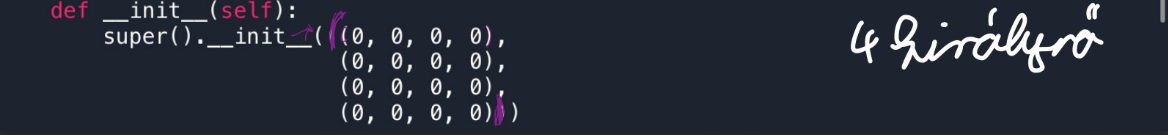 def __init__(self):
super().__init__(((0, 0, 0, 0),
(0, 0, 0, 0),
(0, 0, 0, 0),
(0, 0, 0, 0)))
4 királynő